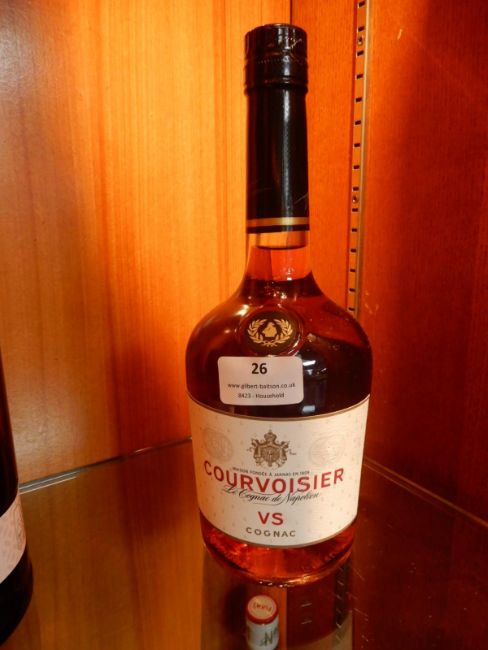 26
www.gilbert-baitson.co.uk
8423 - Household
MAISON FONDÉE À JARNAC EN 1828
COURVOISIER
Le Cognac de Napoléon
VS
COGNAC